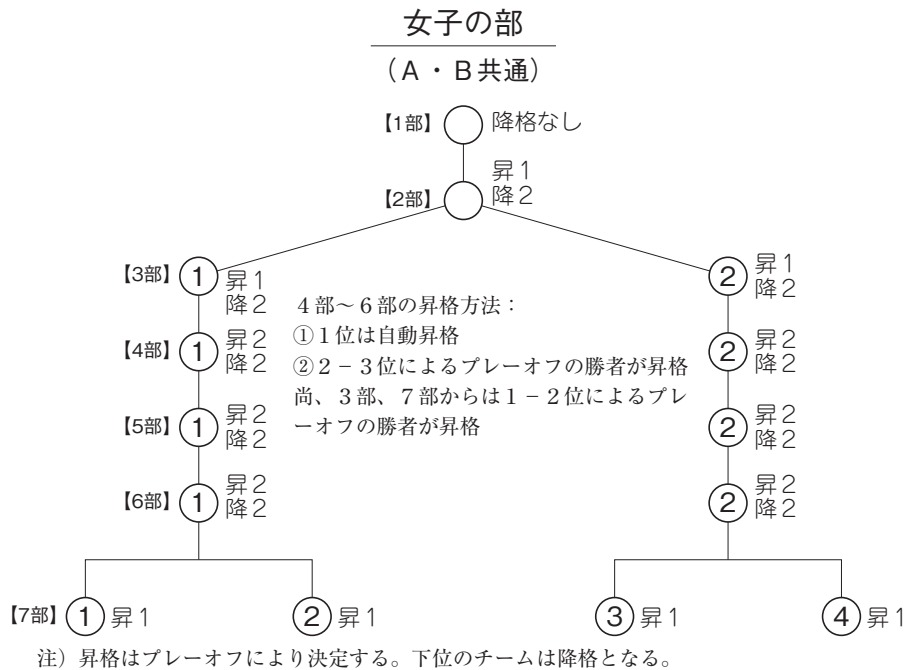 女子の部
（A・B共通）
【1部】 降格なし
【2部】 昇1
降2
【3部】 1 昇1
降2
2 昇1
降2
4部～6部の昇格方法：
①1位は自動昇格
②2－3位によるプレーオフの勝者が昇格
尚、3部、7部からは1－2位によるプレ
ーオフの勝者が昇格
【4部】 1 昇2
降2
2 昇2
降2
【5部】 1 昇2
降2
2 昇2
降2
【6部】 1 昇2
降2
2 昇2
降2
【7部】 1 昇1 2 昇1 3 昇1 4 昇1
注）昇格はプレーオフにより決定する。下位のチームは降格となる。